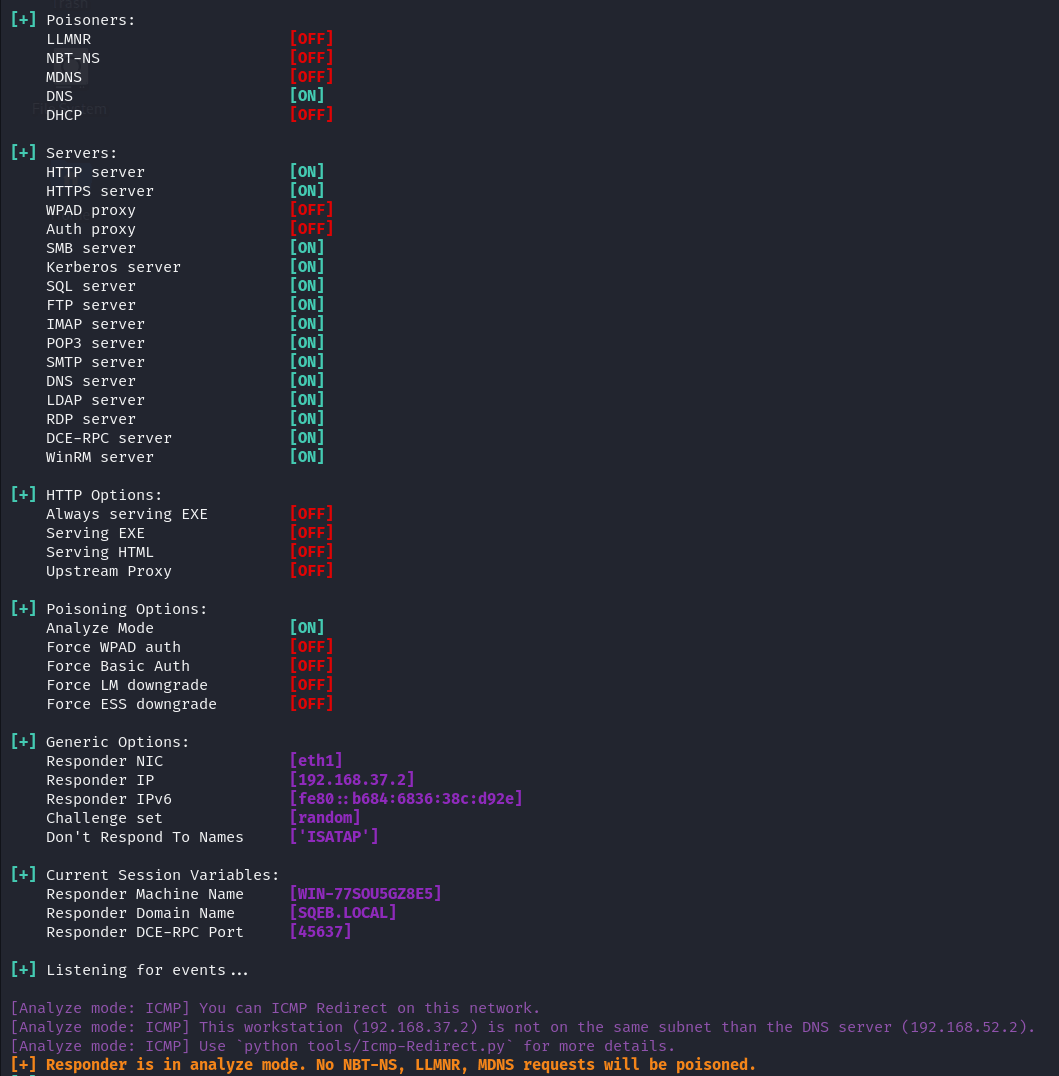 Trash
[+] Poisoners:
LLMNR [OFF]
NBT-NS [OFF]
MDNS [OFF]
DNS [ON]
DHCP [OFF]
[+] Servers:
HTTP server [ON]
HTTPS server [ON]
WPAD proxy [OFF]
Auth proxy [OFF]
SMB server [ON]
Kerberos server [ON]
SQL server [ON]
FTP server [ON]
IMAP server [ON]
POP3 server [ON]
SMTP server [ON]
DNS server [ON]
LDAP server [ON]
RDP server [ON]
DCE-RPC server [ON]
WinRM server [ON]
[+] HTTP Options:
Always serving EXE [OFF]
Serving EXE [OFF]
Serving HTML [OFF]
Upstream Proxy [OFF]
[+] Poisoning Options:
Analyze Mode [ON]
Force WPAD auth [OFF]
Force Basic Auth [OFF]
Force LM downgrade [OFF]
Force ESS downgrade [OFF]
[+] Generic Options:
Responder NIC [eth1]
Responder IP [192.168.37.2]
Responder IPv6 [fe80::b684:6836:38c:d92e]
Challenge set [random]
Don't Respond To Names ['ISATAP']
[+] Current Session Variables:
Responder Machine Name [WIN-77SOU5GZ8E5]
Responder Domain Name [SQEB.LOCAL]
Responder DCE-RPC Port [45637]
[+] Listening for events...
[Analyze mode: ICMP] You can ICMP Redirect on this network.
[Analyze mode: ICMP] This workstation (192.168.37.2) is not on the same subnet than the DNS server (192.168.52.2).
[Analyze mode: ICMP] Use `python tools/Icmp-Redirect.py` for more details.
[+] Responder is in analyze mode. No NBT-NS, LLMNR, MDNS requests will be poisoned.